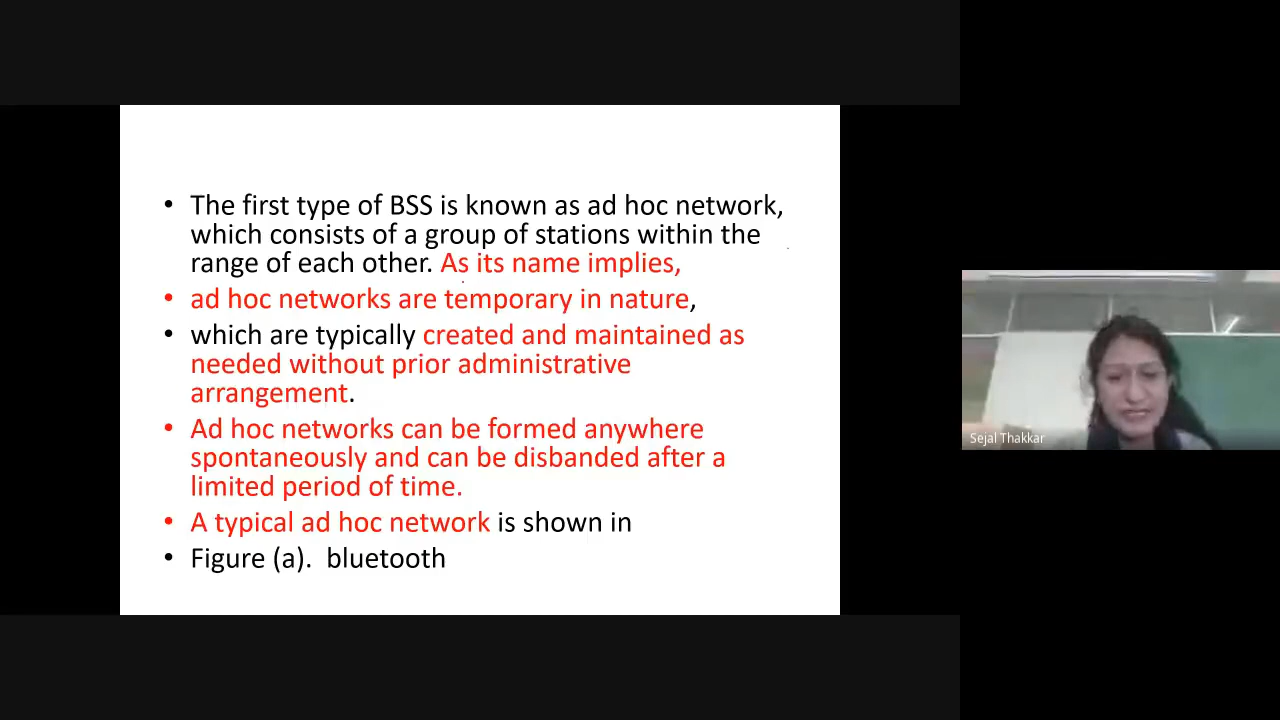 • The first type of BSS is known as ad hoc network,
which consists of a group of stations within the
range of each other. As its name implies,
• ad hoc networks are temporary in nature,
• which are typically created and maintained as
needed without prior administrative
arrangement.
• Ad hoc networks can be formed anywhere
spontaneously and can be disbanded after a
limited period of time.
• A typical ad hoc network is shown in
• Figure (a).  bluetooth
Sejal Thakkar